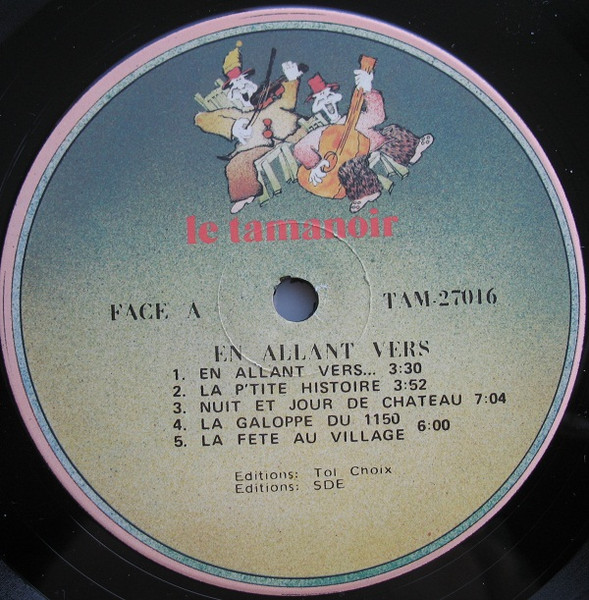 le tamanoir
FACE A TAM-27016
EN ALLANT VERS
1. EN ALLANT VERS... 3:30
2. LA P'TITE HISTOIRE 3:52
3. NUIT ET JOUR DE CHATEAU 7:04
4. LA GALOPPE DU 1150
5. LA FETE AU VILLAGE 6:00
Editions: Tol Choix
Editions: SDE